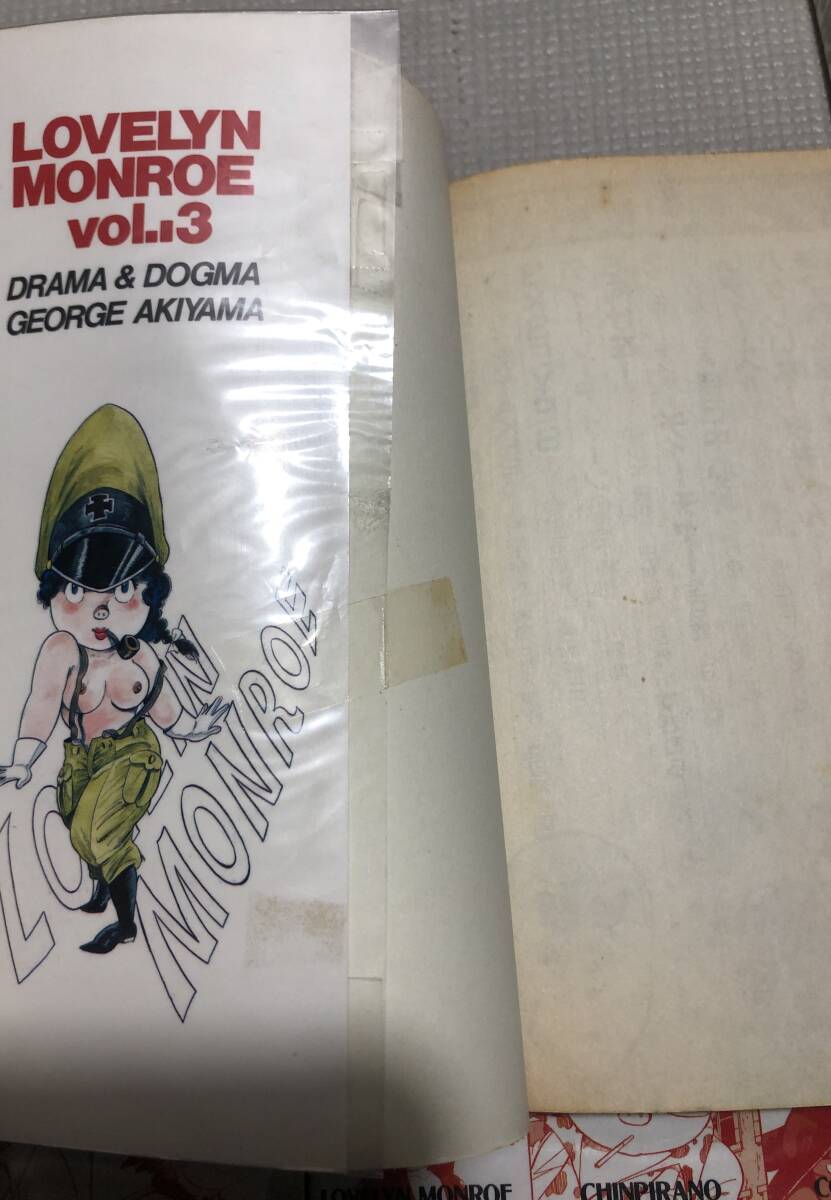 LOVELYN
MONROE
vol..3
DRAMA & DOGMA
GEORGE AKIYAMA
MONROE
LOVELYN MONROE
CHINPIRANO